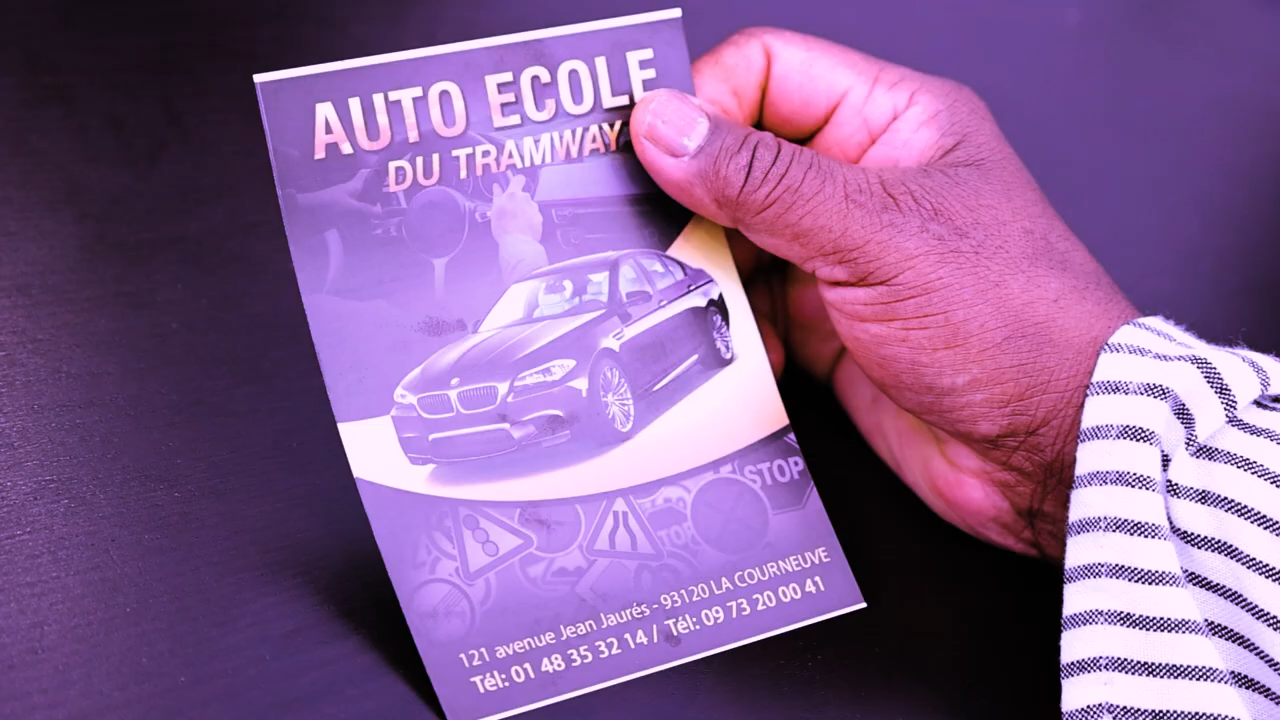 AUTO ECOLE
DU TRAMWAY
STOP
STOP
121 avenue Jean Jaurés - 93120 LA COURNEUVE
Tél: 01 48 35 32 14 / Tél: 09 73 20 00 41